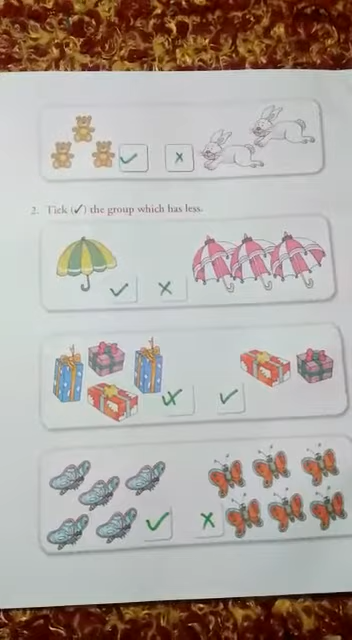 ✓ ✗
2. Tick (✓) the group which has less.
✓ ✗
✗ ✓
✓ ✗